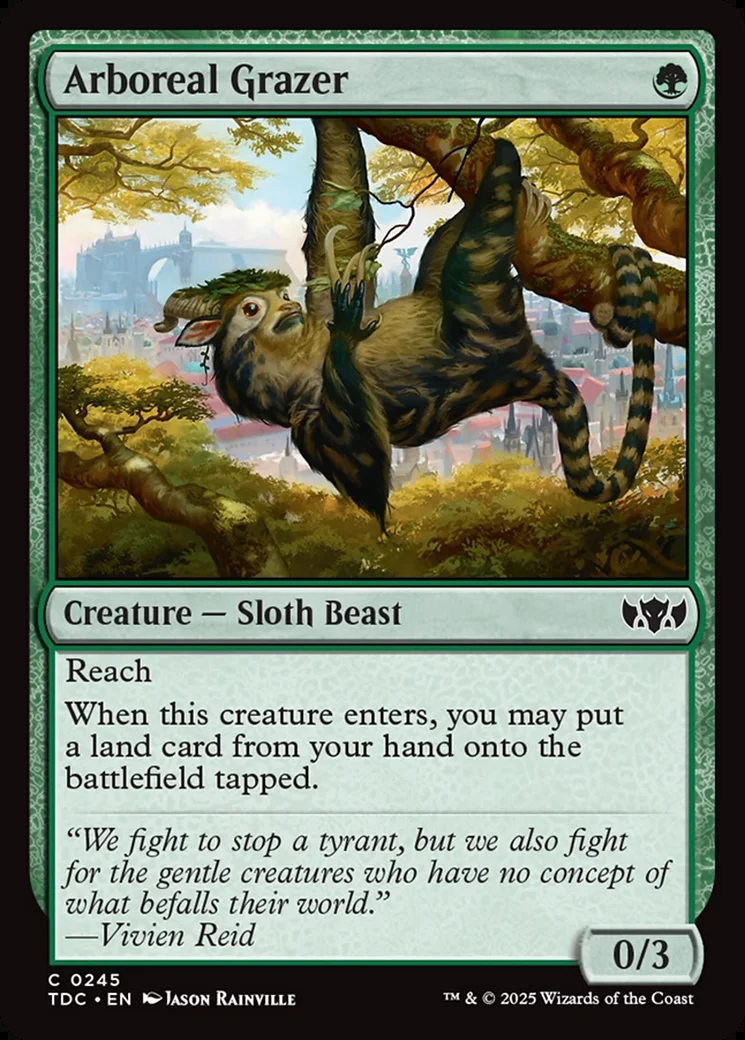 Arboreal Grazer
Creature — Sloth Beast
Reach
When this creature enters, you may put
a land card from your hand onto the
battlefield tapped.
“We fight to stop a tyrant, but we also fight
for the gentle creatures who have no concept of
what befalls their world.”
—Vivien Reid
0/3
C 0245
TDC • EN Jason Rainville
™ & © 2025 Wizards of the Coast